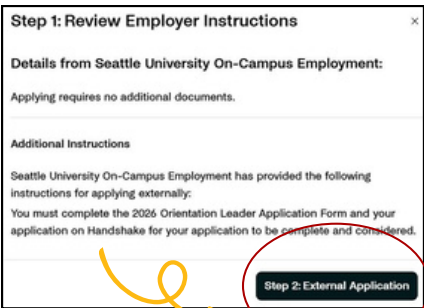 Step 1: Review Employer Instructions ×
Details from Seattle University On-Campus Employment:
Applying requires no additional documents.
Additional Instructions
Seattle University On-Campus Employment has provided the following
instructions for applying externally:
You must complete the 2026 Orientation Leader Application Form and your
application on Handshake for your application to be complete and considered.
Step 2: External Application